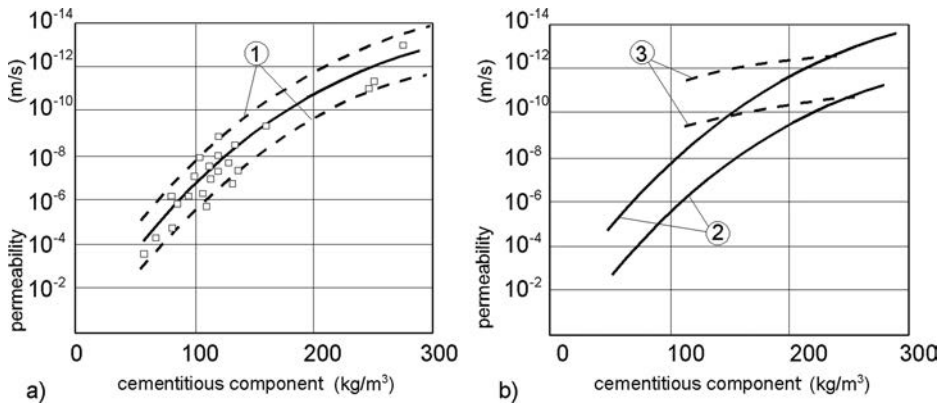 10⁻¹⁴
10⁻¹²
10⁻¹⁰
10⁻⁸
10⁻⁶
10⁻⁴
10⁻²
(m/s)
permeability
1
0 100 200 300
a) cementitious component (kg/m³)
10⁻¹⁴
10⁻¹²
10⁻¹⁰
10⁻⁸
10⁻⁶
10⁻⁴
10⁻²
(m/s)
permeability
3
2
0 100 200 300
b) cementitious component (kg/m³)